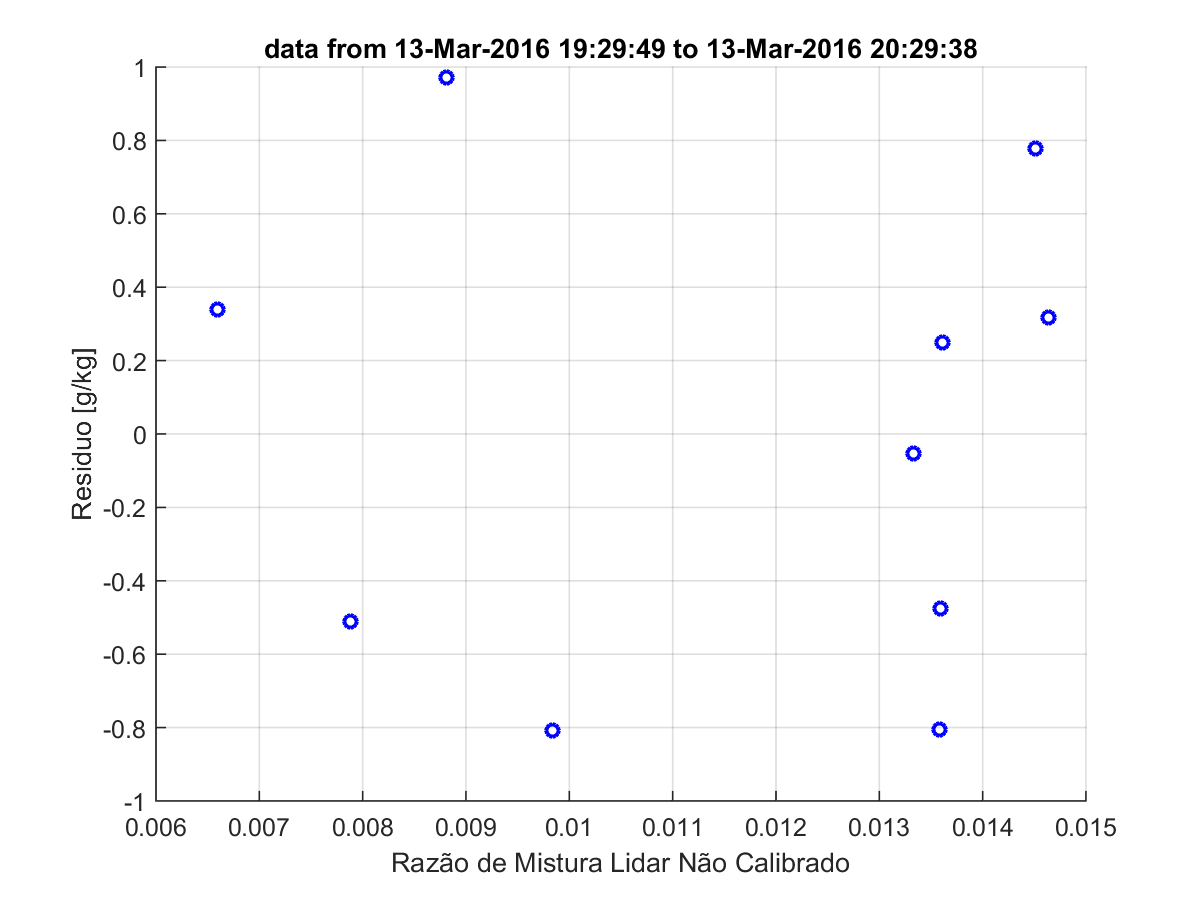 data from 13-Mar-2016 19:29:49 to 13-Mar-2016 20:29:38
1
0.8
0.6
0.4
0.2
0
-0.2
-0.4
-0.6
-0.8
-1
Residuo [g/kg]
0.006 0.007 0.008 0.009 0.01 0.011 0.012 0.013 0.014 0.015
Razão de Mistura Lidar Não Calibrado